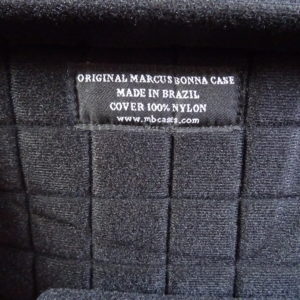 ORIGINAL MARCUS BONNA CASE
MADE IN BRAZIL
COVER 100% NYLON
www.mbcases.com